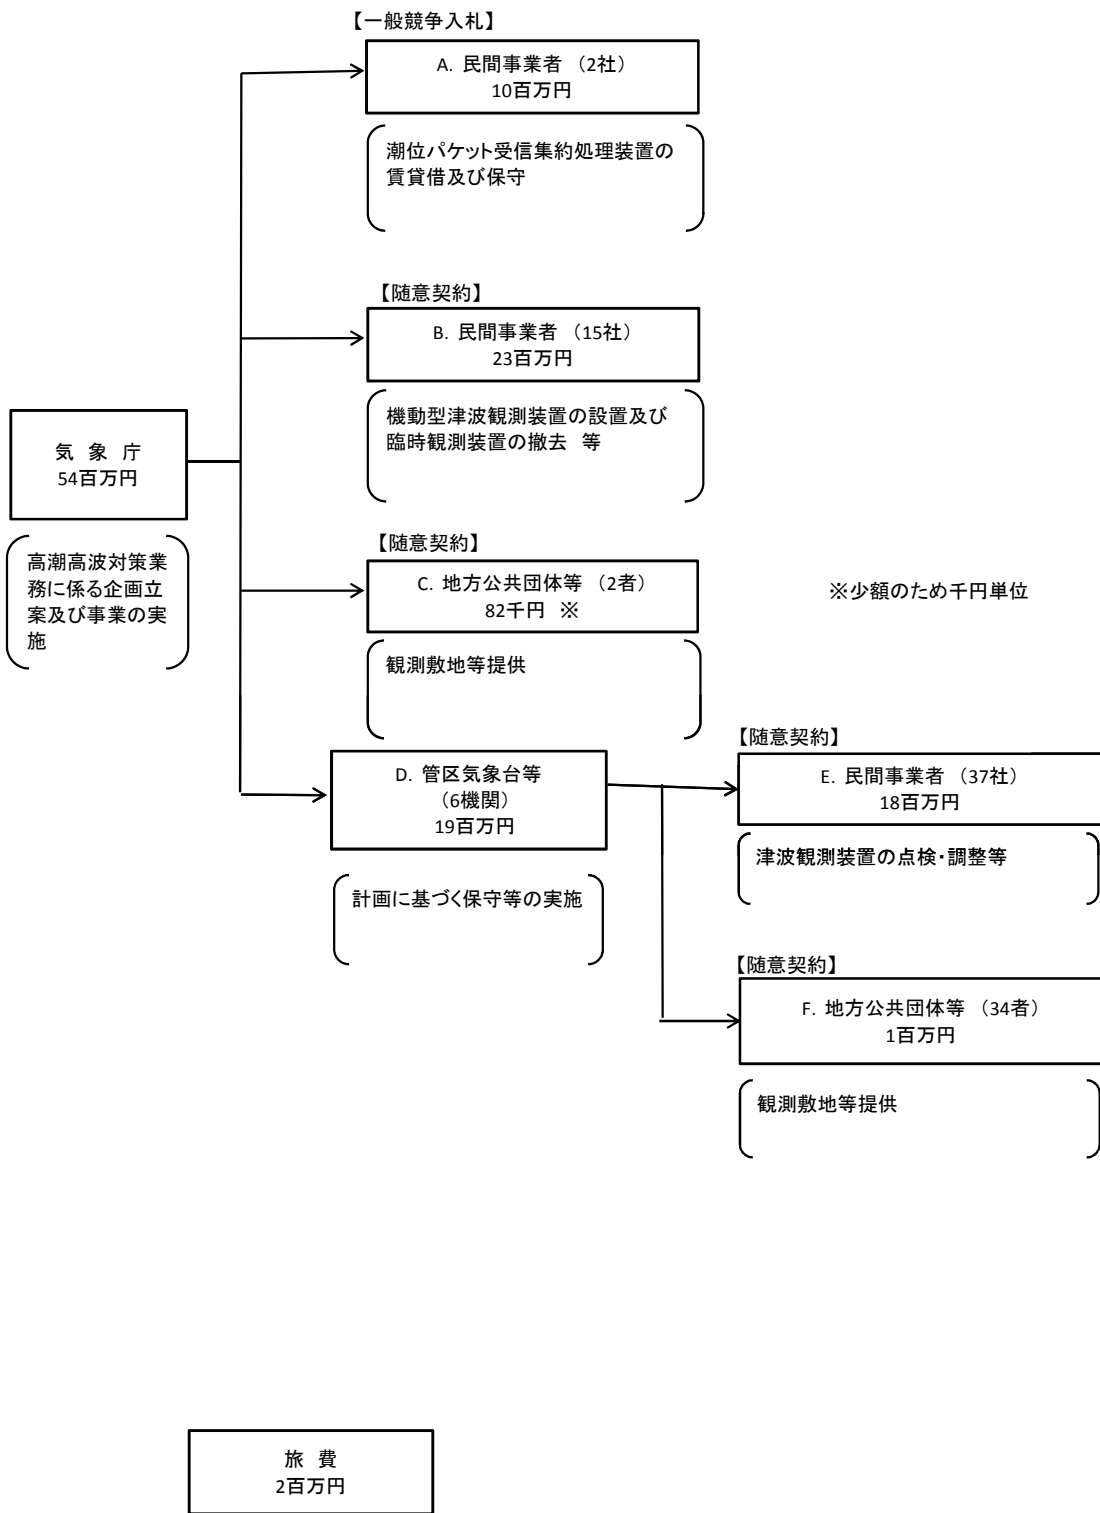 【一般競争入札】
A. 民間事業者 （2社）
10百万円
潮位パケット受信集約処理装置の
賃貸借及び保守
【随意契約】
B. 民間事業者 （15社）
23百万円
機動型津波観測装置の設置及び
臨時観測装置の撤去 等
気 象 庁
54百万円
高潮高波対策業
務に係る企画立
案及び事業の実
施
【随意契約】
C. 地方公共団体等 （2者）
82千円 ※
※少額のため千円単位
観測敷地等提供
D. 管区気象台等
（6機関）
19百万円
計画に基づく保守等の実施
【随意契約】
E. 民間事業者 （37社）
18百万円
津波観測装置の点検・調整等
【随意契約】
F. 地方公共団体等 （34者）
1百万円
観測敷地等提供
旅 費
2百万円